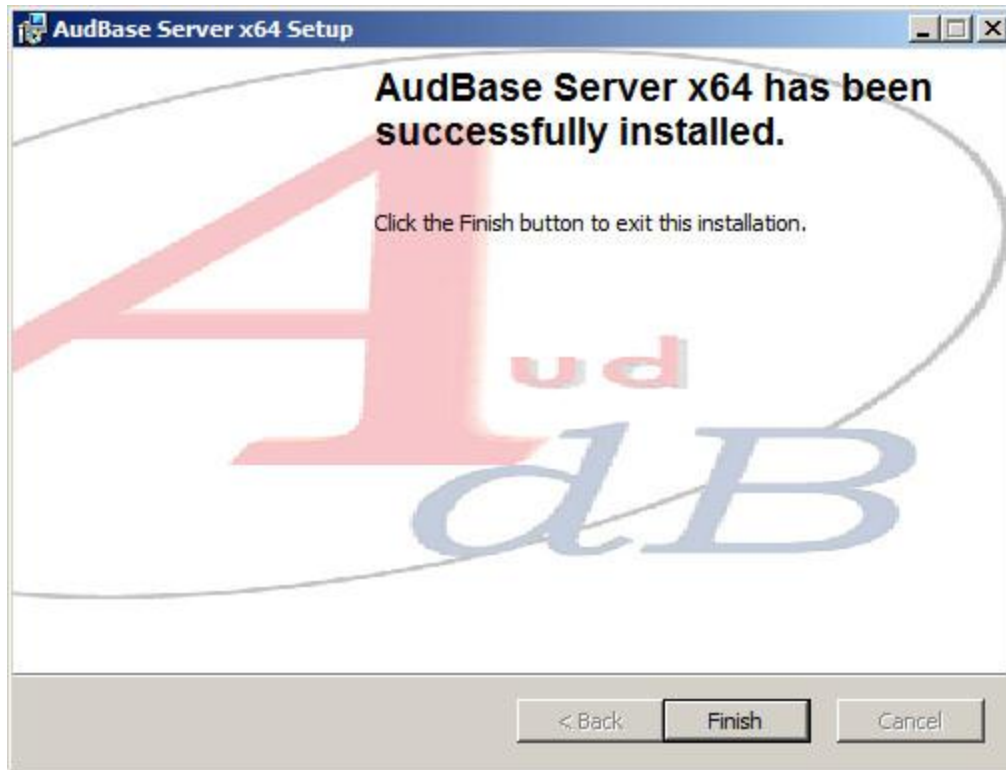 AudBase Server x64 Setup
AudBase Server x64 has been
successfully installed.
Click the Finish button to exit this installation.
Aud
dB
< Back
Finish
Cancel